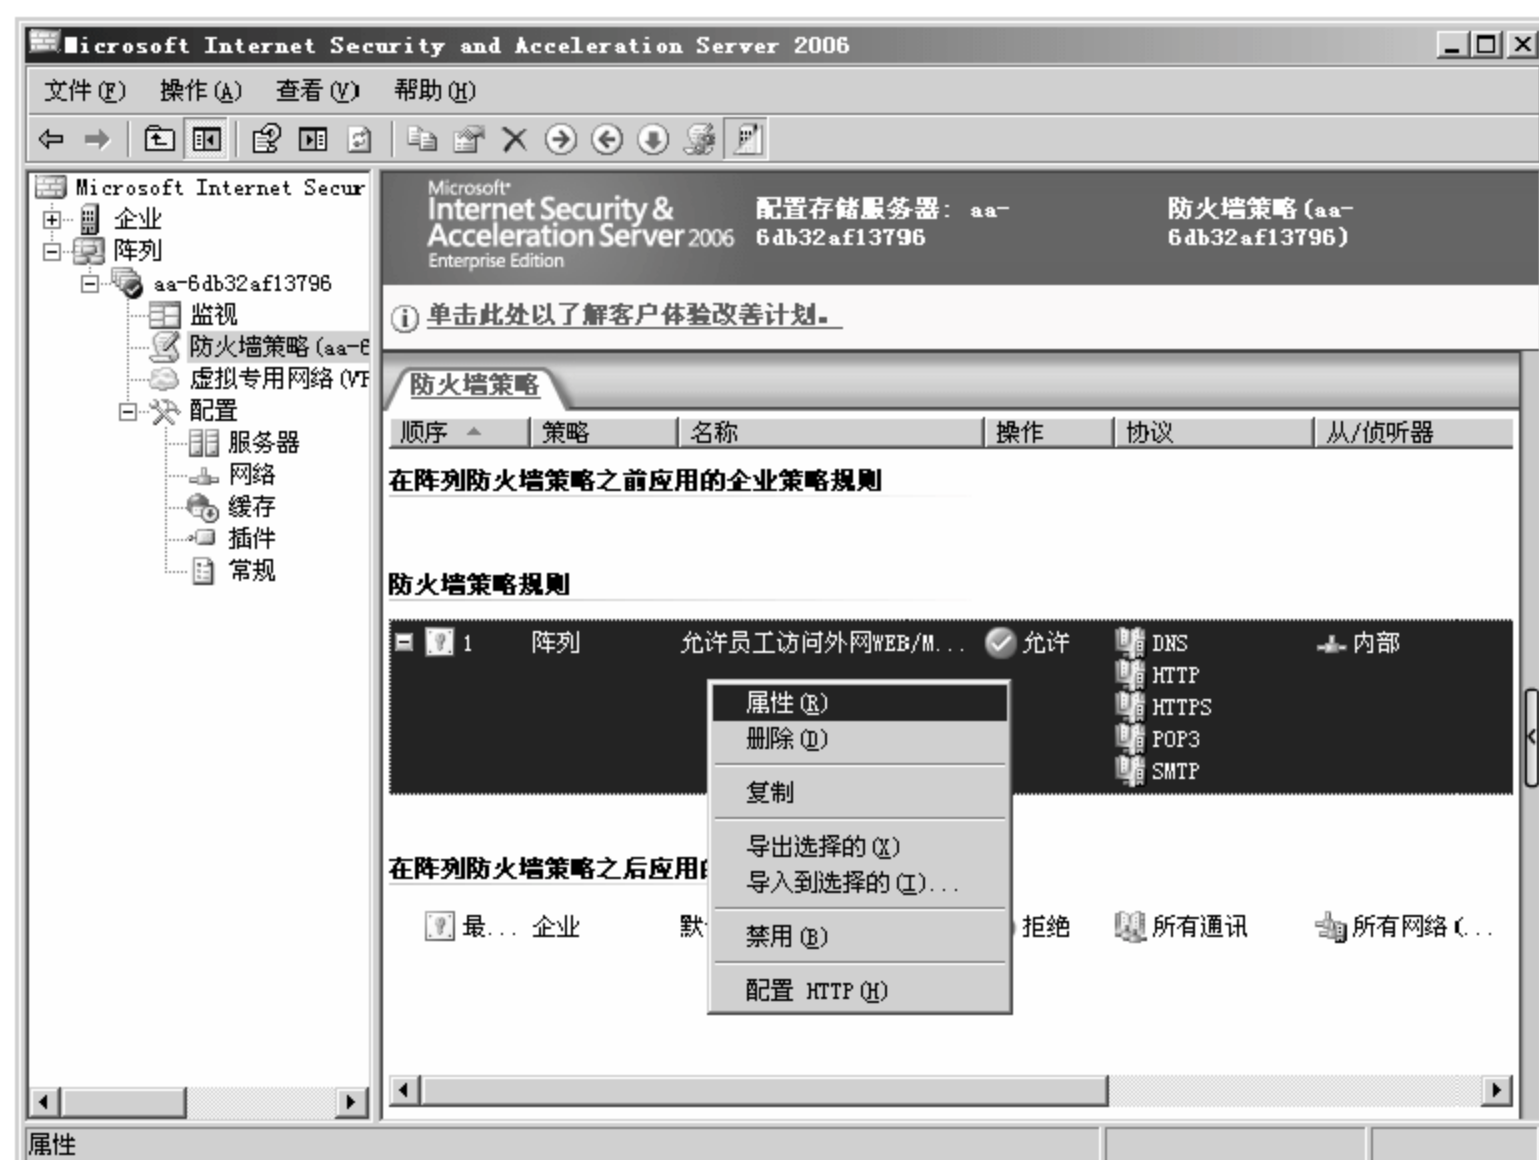 Microsoft Internet Security and Acceleration Server 2006
文件(F) 操作(A) 查看(V) 帮助(H)
Microsoft Internet Secur
企业
阵列
aa-6db32af13796
监视
防火墙策略(aa-6
虚拟专用网络(VP
配置
服务器
网络
缓存
插件
常规
Microsoft
Internet Security &
Acceleration Server 2006
Enterprise Edition
配置存储服务器: aa-
6db32af13796
防火墙策略(aa-
6db32af13796)
单击此处以了解客户体验改善计划。
防火墙策略
顺序 策略 名称 操作 协议 从/侦听器
在阵列防火墙策略之前应用的企业策略规则
防火墙策略规则
1 阵列 允许员工访问外网WEB/M... 允许 DNS 内部
HTTP
HTTPS
POP3
SMTP
属性(R)
删除(D)
复制
导出选择的(X)
导入到选择的(I)...
禁用(B)
配置 HTTP(H)
在阵列防火墙策略之后应用的
最... 企业 默 拒绝 所有通讯 所有网络(...
属性